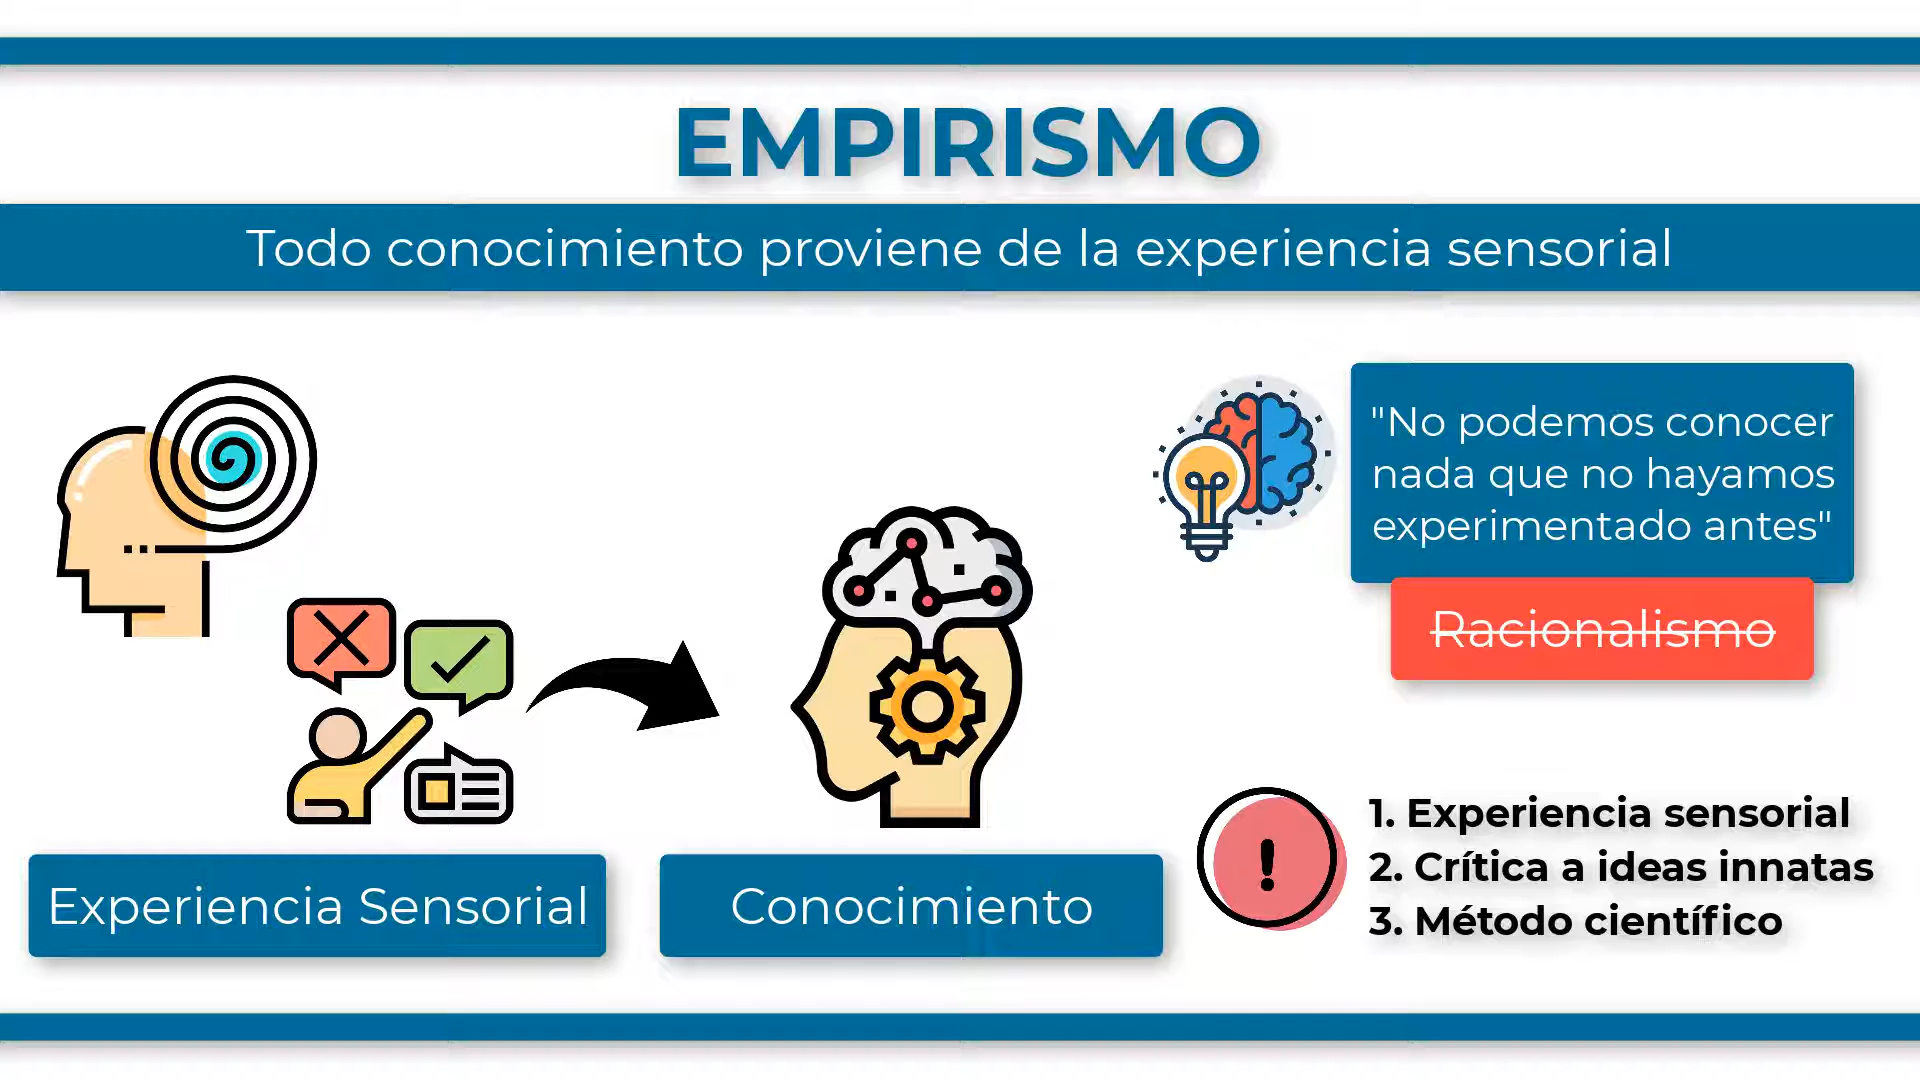 EMPIRISMO
Todo conocimiento proviene de la experiencia sensorial
"No podemos conocer
nada que no hayamos
experimentado antes"
Racionalismo
Experiencia Sensorial
Conocimiento
1. Experiencia sensorial
2. Crítica a ideas innatas
3. Método científico